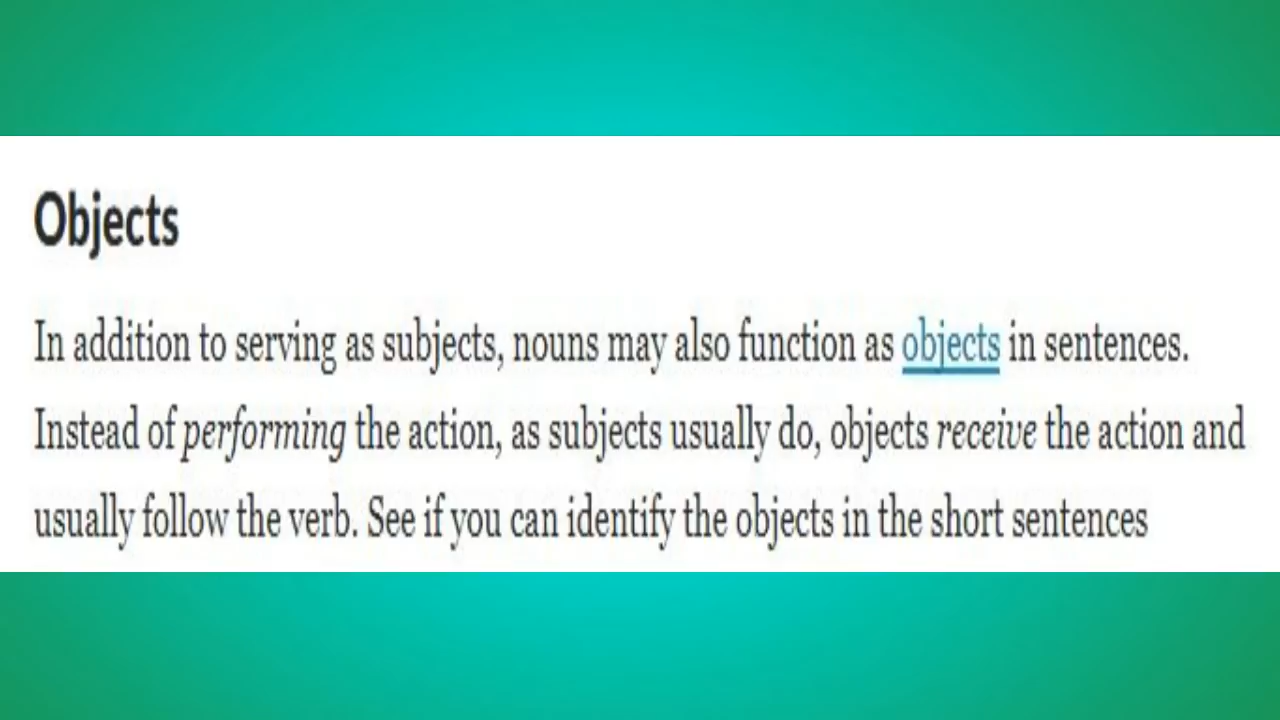 Objects
In addition to serving as subjects, nouns may also function as objects in sentences.
Instead of performing the action, as subjects usually do, objects receive the action and
usually follow the verb. See if you can identify the objects in the short sentences